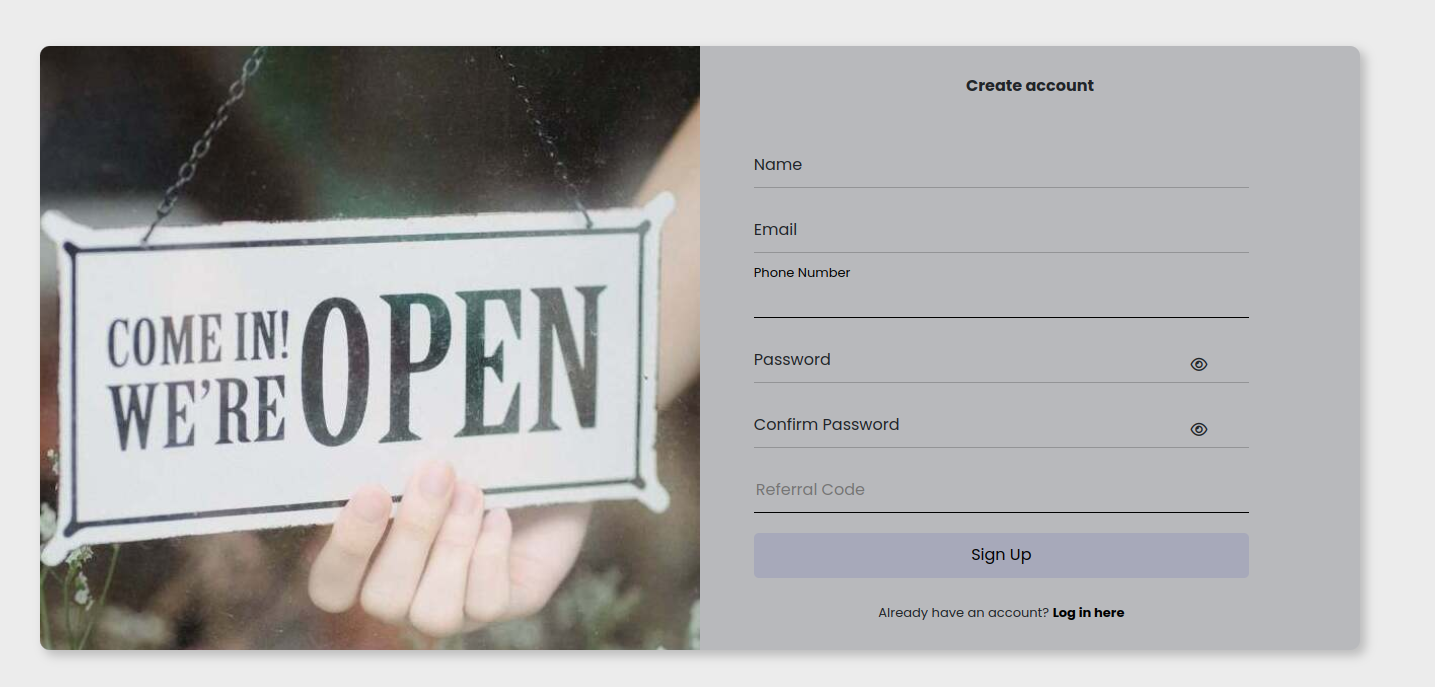 COME IN!
WE'RE
OPEN
Create account
Name
Email
Phone Number
Password
Confirm Password
Referral Code
Sign Up
Already have an account? Log in here